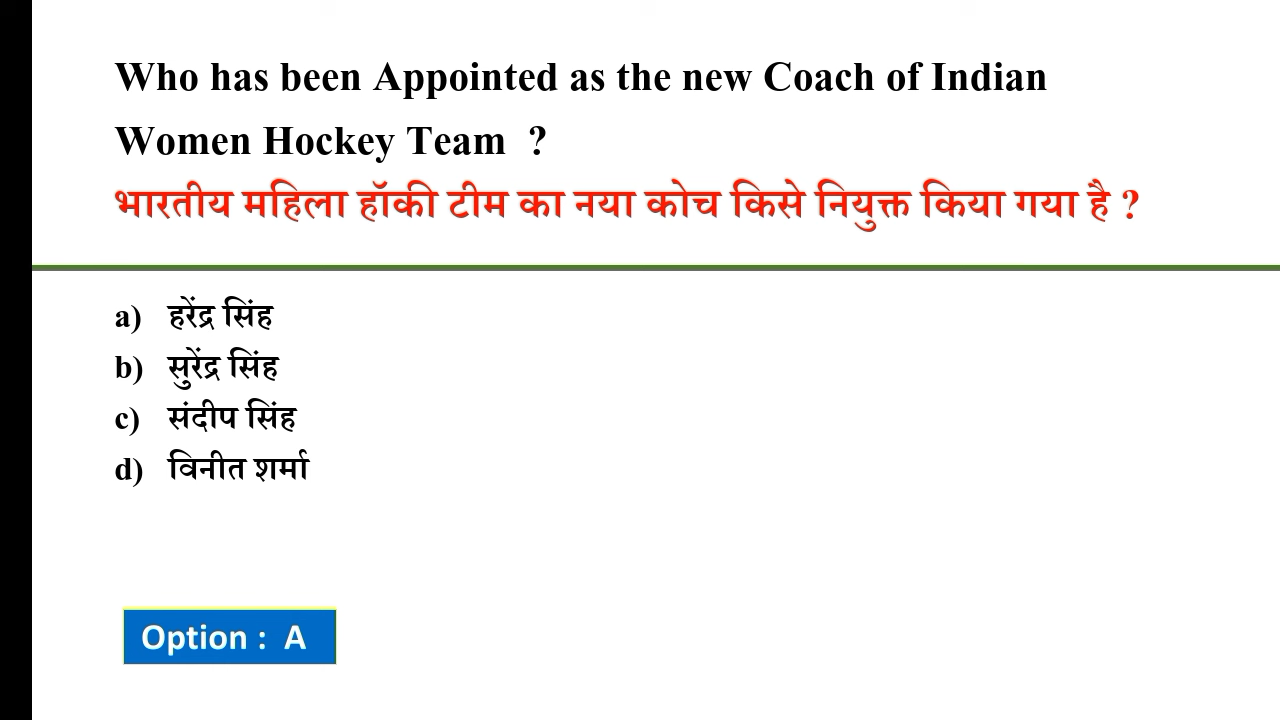 Who has been Appointed as the new Coach of Indian
Women Hockey Team ?
भारतीय महिला हॉकी टीम का नया कोच किसे नियुक्त किया गया है ?
a) हरेंद्र सिंह
b) सुरेंद्र सिंह
c) संदीप सिंह
d) विनीत शर्मा
Option : A